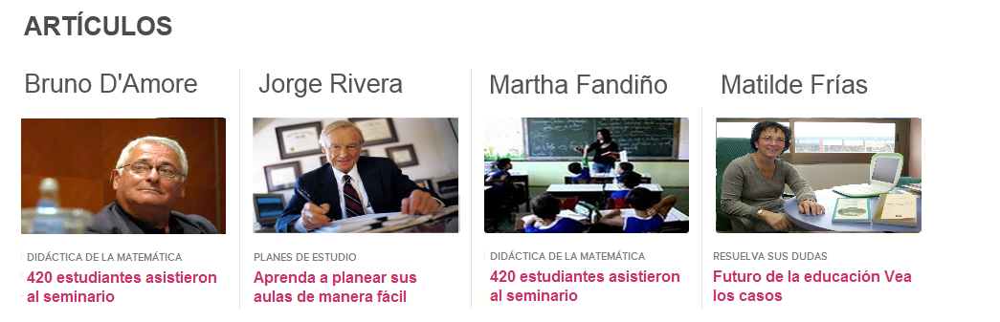 ARTÍCULOS
Bruno D'Amore
Jorge Rivera
Martha Fandiño
Matilde Frías
DIDÁCTICA DE LA MATEMÁTICA
420 estudiantes asistieron
al seminario
PLANES DE ESTUDIO
Aprenda a planear sus
aulas de manera fácil
DIDÁCTICA DE LA MATEMÁTICA
420 estudiantes asistieron
al seminario
RESUELVA SUS DUDAS
Futuro de la educación Vea
los casos